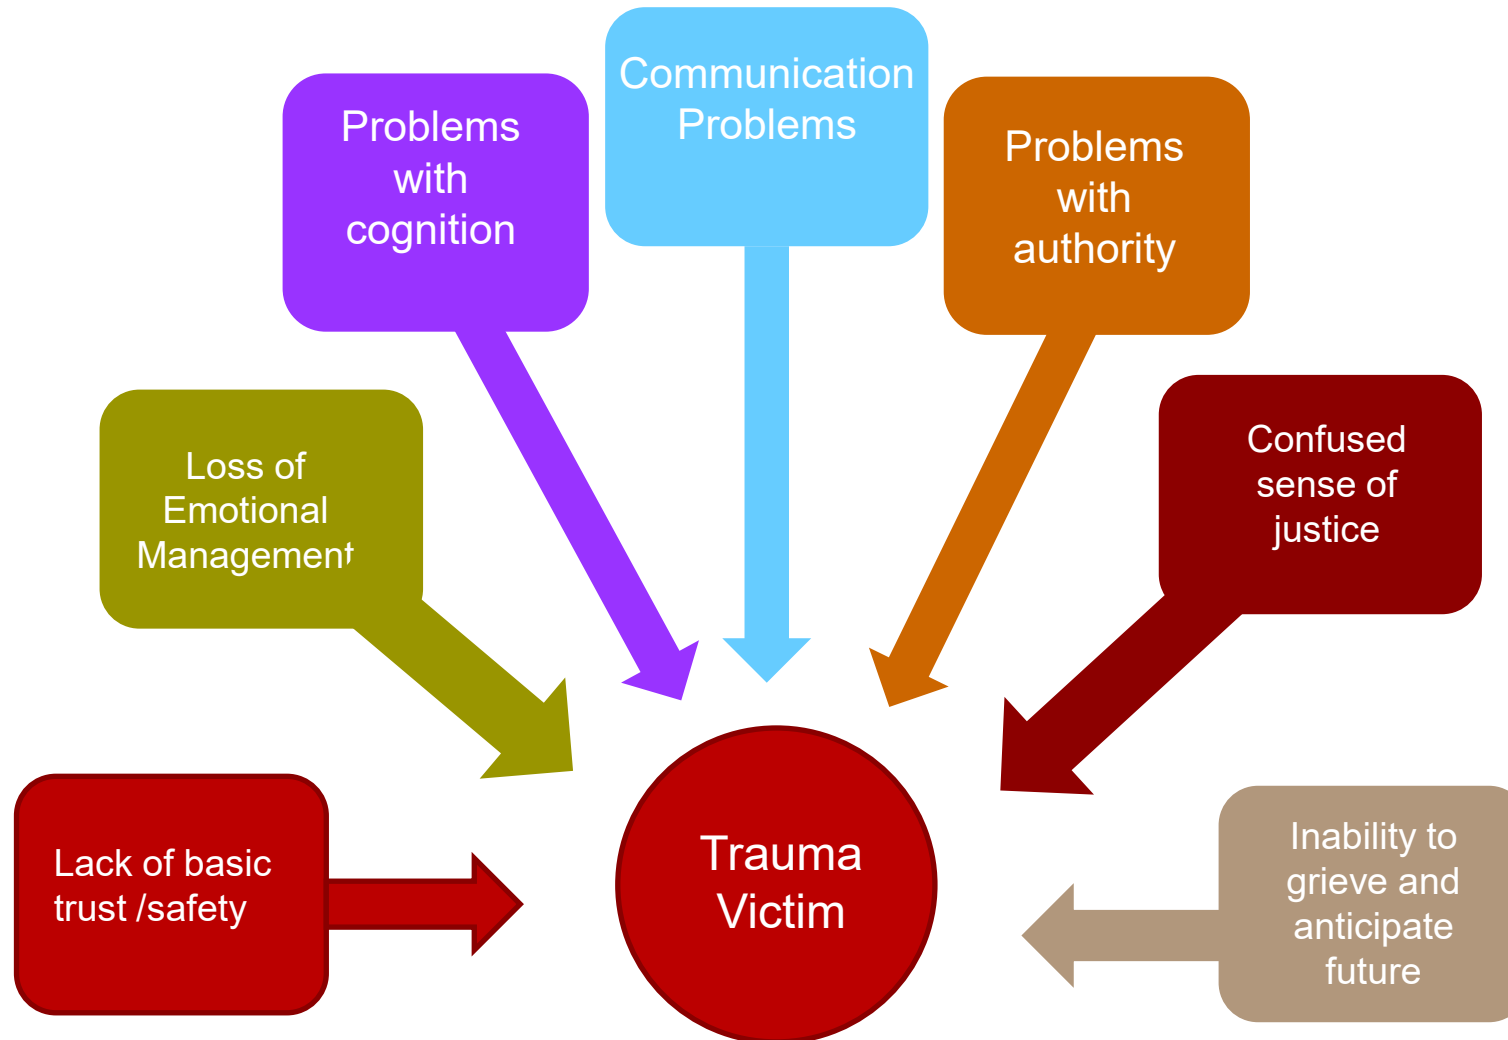 Communication
Problems
Problems
with
cognition
Problems
with
authority
Loss of
Emotional
Management
Confused
sense of
justice
Lack of basic
trust /safety
Trauma
Victim
Inability to
grieve and
anticipate
future